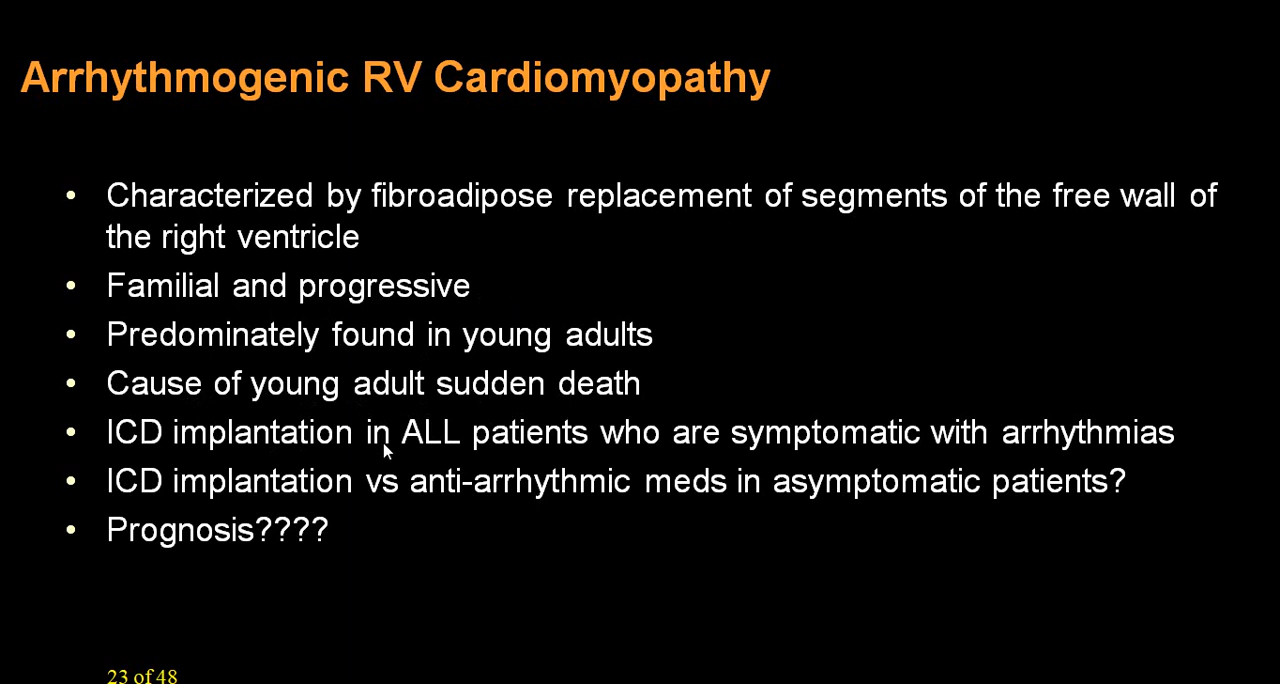 Arrhythmogenic RV Cardiomyopathy
• Characterized by fibroadipose replacement of segments of the free wall of
the right ventricle
• Familial and progressive
• Predominately found in young adults
• Cause of young adult sudden death
• ICD implantation in ALL patients who are symptomatic with arrhythmias
• ICD implantation vs anti-arrhythmic meds in asymptomatic patients?
• Prognosis????
23 of 48